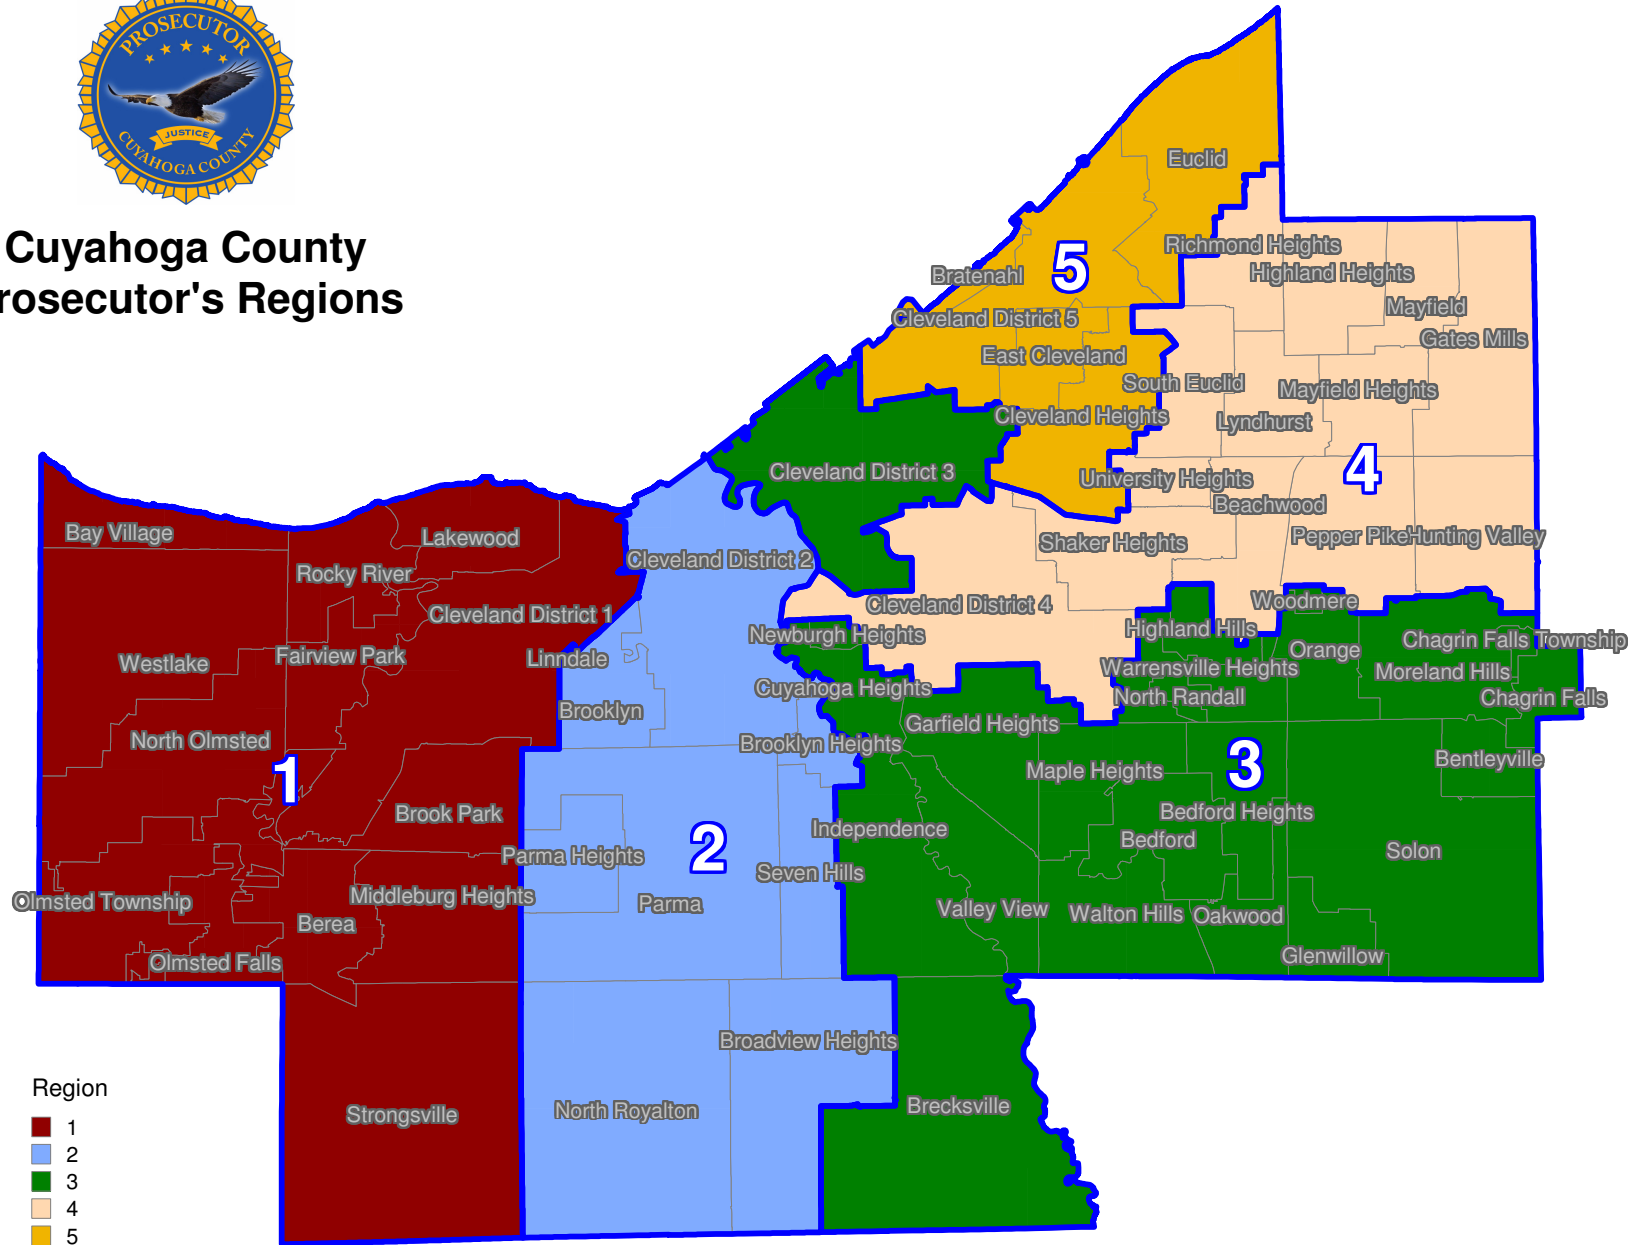 PROSECUTOR
JUSTICE
CUYAHOGA COUNTY
Cuyahoga County
rosecutor's Regions
Euclid
Richmond Heights
5
Highland Heights
Bratenahl
Mayfield
Cleveland District 5
Gates Mills
East Cleveland
South Euclid
Mayfield Heights
Cleveland Heights
Lyndhurst
Cleveland District 3
4
University Heights
Beachwood
Bay Village
Lakewood
Shaker Heights
Pepper Pike
Hunting Valley
Cleveland District 2
Rocky River
Woodmere
Cleveland District 4
Cleveland District 1
Newburgh Heights
Highland Hills
Chagrin Falls Township
Orange
Fairview Park
Linndale
Westlake
Warrensville Heights
Moreland Hills
Cuyahoga Heights
North Randall
Chagrin Falls
Brooklyn
Garfield Heights
North Olmsted
Brooklyn Heights
Bentleyville
3
1
Maple Heights
Brook Park
Bedford Heights
Independence
Bedford
2
Solon
Parma Heights
Seven Hills
Middleburg Heights
Olmsted Township
Parma
Valley View
Walton Hills
Oakwood
Berea
Glenwillow
Olmsted Falls
Broadview Heights
Region
Brecksville
North Royalton
Strongsville
1
2
3
4
5